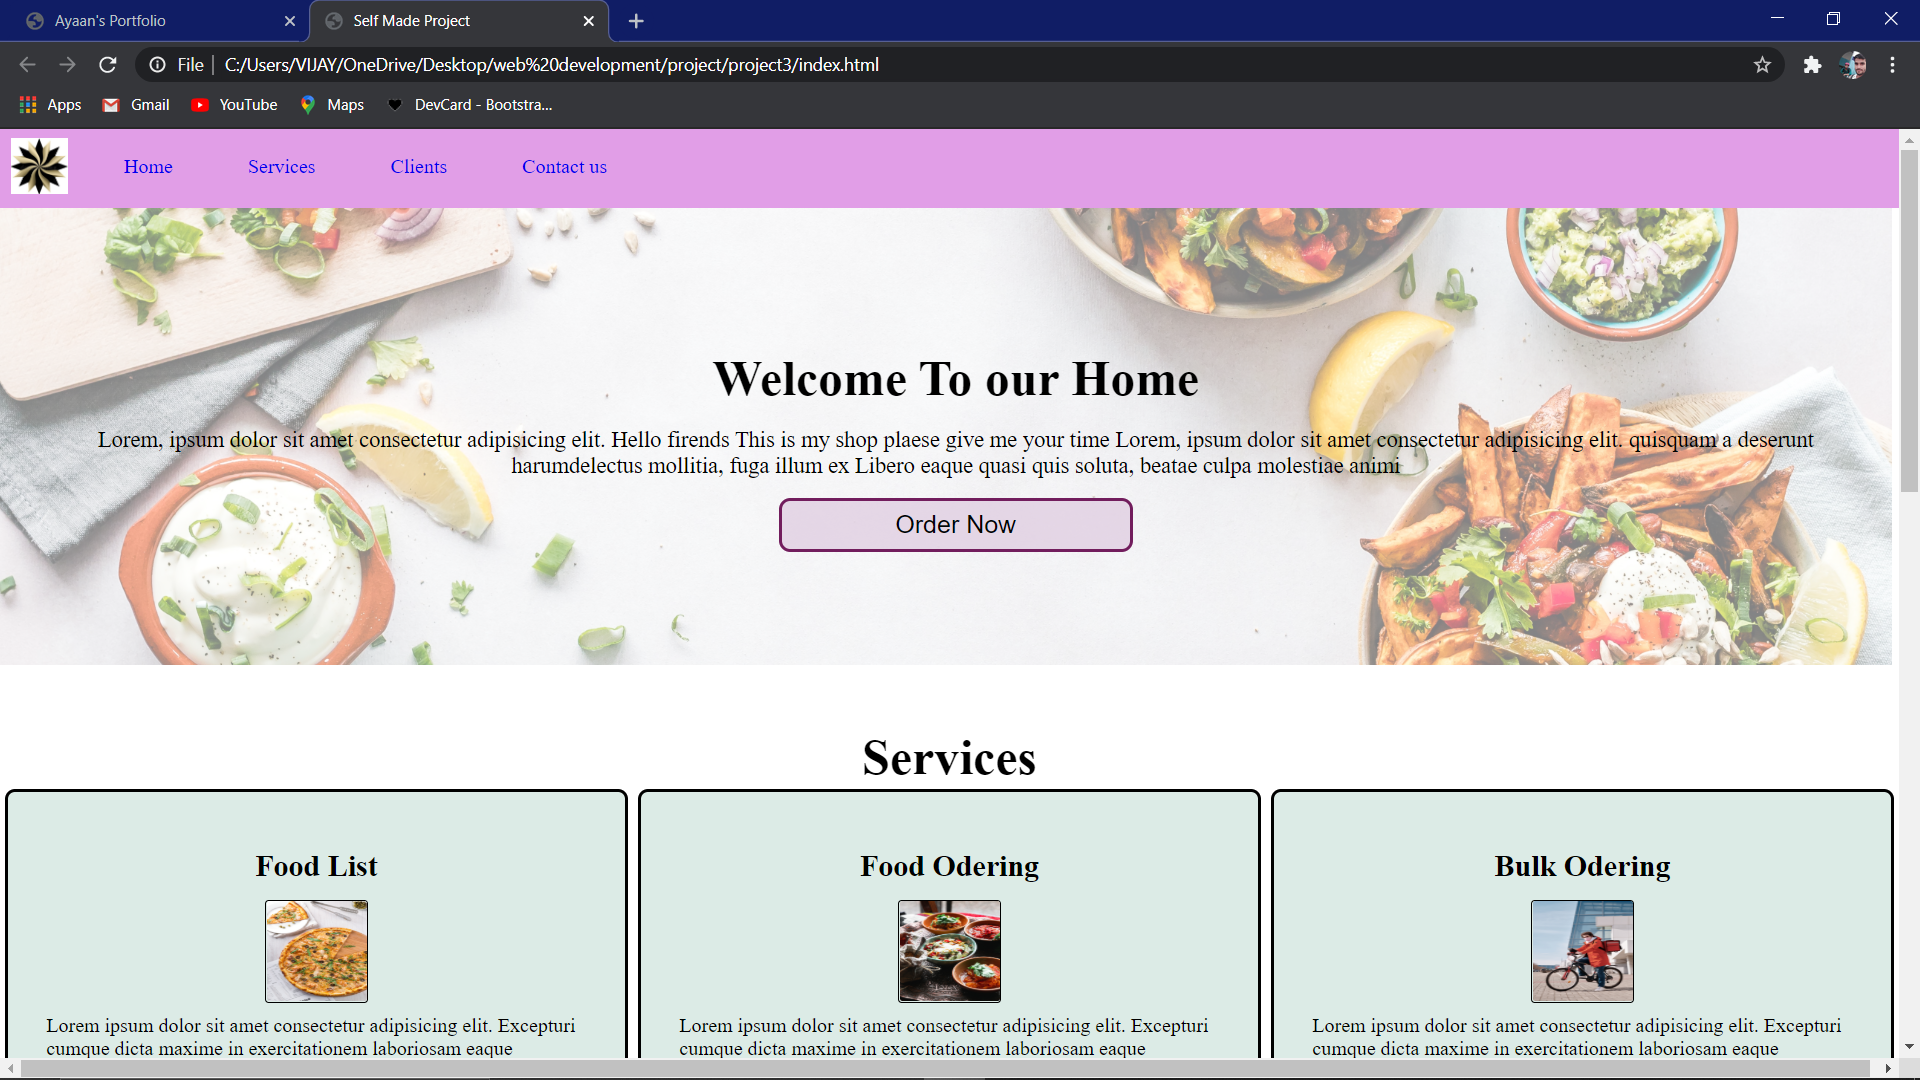 Ayaan's Portfolio
Self Made Project
File
C:/Users/VIJAY/OneDrive/Desktop/web%20development/project/project3/index.html
Apps
Gmail
YouTube
Maps
DevCard - Bootstra...
Home
Services
Clients
Contact us
Welcome To our Home
Lorem, ipsum dolor sit amet consectetur adipisicing elit. Hello firends This is my shop plaese give me your time Lorem, ipsum dolor sit amet consectetur adipisicing elit. quisquam a deserunt
harumdelectus mollitia, fuga illum ex Libero eaque quasi quis soluta, beatae culpa molestiae animi
Order Now
Services
Food List
Lorem ipsum dolor sit amet consectetur adipisicing elit. Excepturi
cumque dicta maxime in exercitationem laboriosam eaque
Food Odering
Lorem ipsum dolor sit amet consectetur adipisicing elit. Excepturi
cumque dicta maxime in exercitationem laboriosam eaque
Bulk Odering
Lorem ipsum dolor sit amet consectetur adipisicing elit. Excepturi
cumque dicta maxime in exercitationem laboriosam eaque